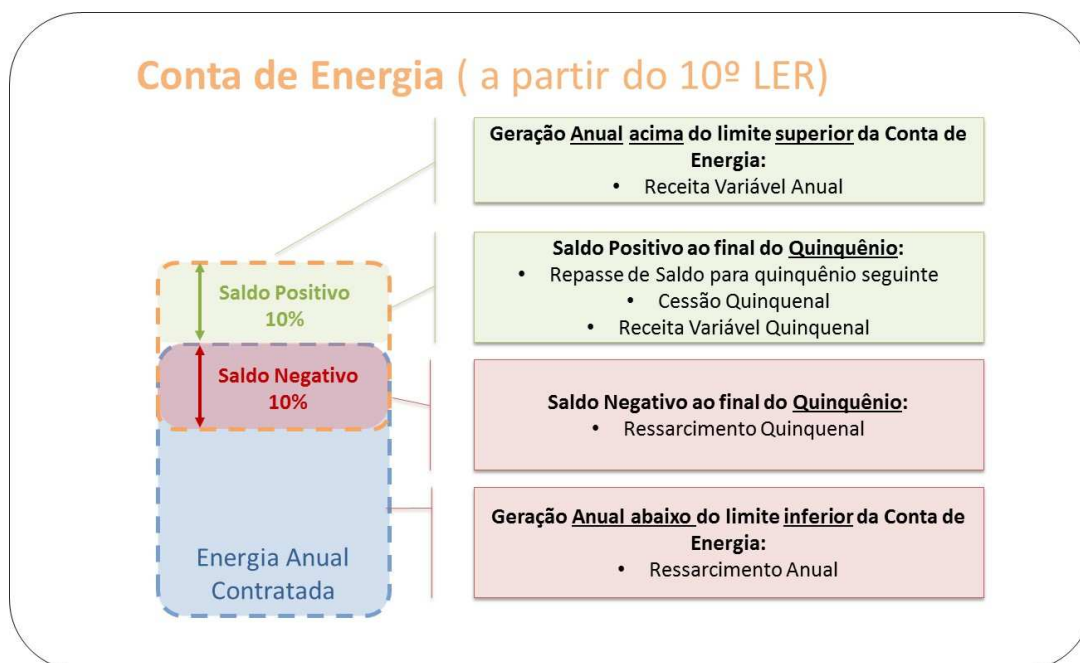 Conta de Energia ( a partir do 10º LER)
Geração Anual acima do limite superior da Conta de
Energia:
• Receita Variável Anual
Saldo Positivo
10%
Saldo Positivo ao final do Quinquênio:
• Repasse de Saldo para quinquênio seguinte
• Cessão Quinquenal
• Receita Variável Quinquenal
Saldo Negativo
10%
Saldo Negativo ao final do Quinquênio:
• Ressarcimento Quinquenal
Energia Anual
Contratada
Geração Anual abaixo do limite inferior da Conta de
Energia:
• Ressarcimento Anual